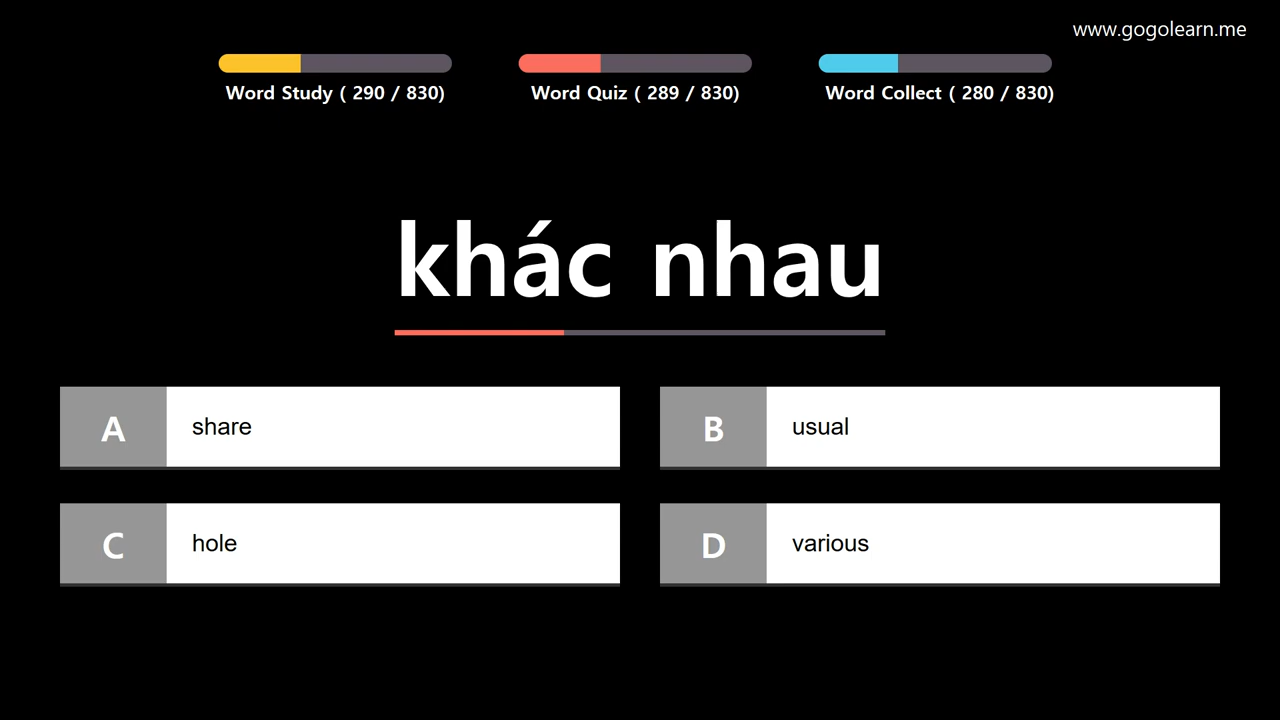 www.gogolearn.me
Word Study ( 290 / 830)
Word Quiz ( 289 / 830)
Word Collect ( 280 / 830)
khác nhau
A share
B usual
C hole
D various